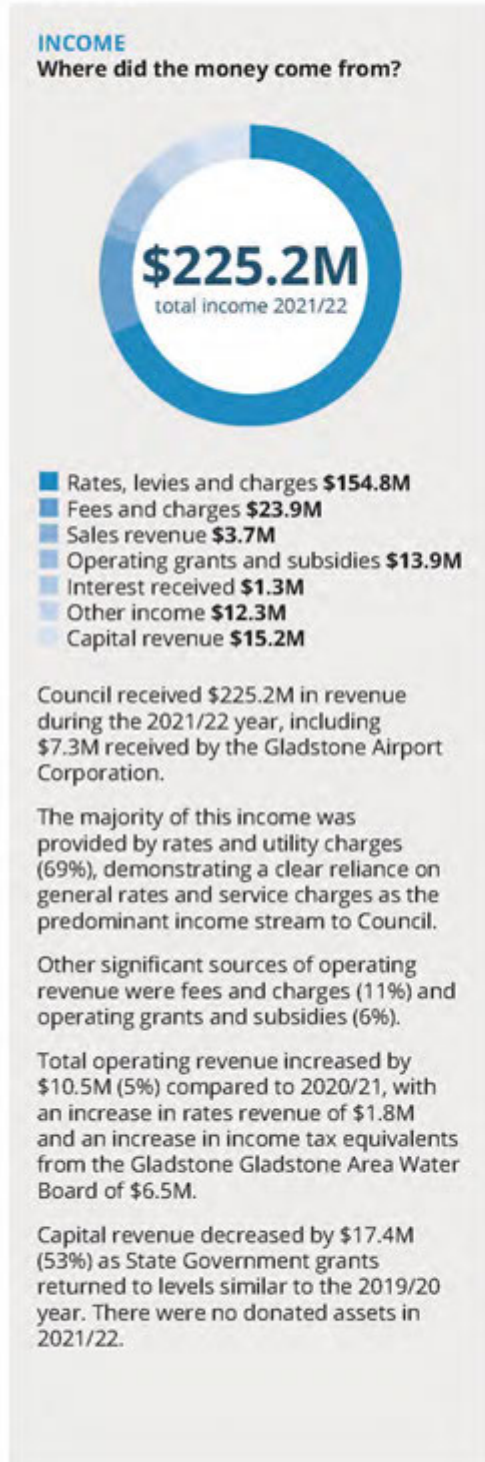 INCOME
Where did the money come from?
$225.2M
total income 2021/22
Rates, levies and charges $154.8M
Fees and charges $23.9M
Sales revenue $3.7M
Operating grants and subsidies $13.9M
Interest received $1.3M
Other income $12.3M
Capital revenue $15.2M
Council received $225.2M in revenue
during the 2021/22 year, including
$7.3M received by the Gladstone Airport
Corporation.
The majority of this income was
provided by rates and utility charges
(69%), demonstrating a clear reliance on
general rates and service charges as the
predominant income stream to Council.
Other significant sources of operating
revenue were fees and charges (11%) and
operating grants and subsidies (6%).
Total operating revenue increased by
$10.5M (5%) compared to 2020/21, with
an increase in rates revenue of $1.8M
and an increase in income tax equivalents
from the Gladstone Gladstone Area Water
Board of $6.5M.
Capital revenue decreased by $17.4M
(53%) as State Government grants
returned to levels similar to the 2019/20
year. There were no donated assets in
2021/22.